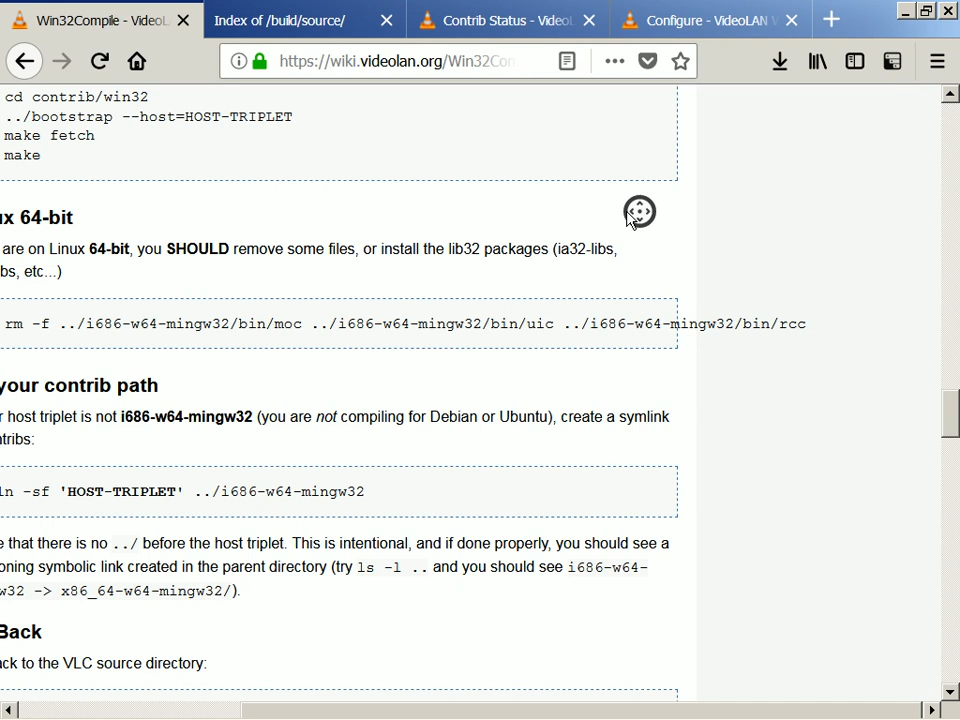 Win32Compile - VideoL
Index of /build/source/
Contrib Status - VideoL
Configure - VideoLAN
https://wiki.videolan.org/Win32Co
cd contrib/win32
../bootstrap --host=HOST-TRIPLET
make fetch
make
ux 64-bit
are on Linux 64-bit, you SHOULD remove some files, or install the lib32 packages (ia32-libs,
bs, etc...)
rm -f ../i686-w64-mingw32/bin/moc ../i686-w64-mingw32/bin/uic ../i686-w64-mingw32/bin/rcc
your contrib path
r host triplet is not i686-w64-mingw32 (you are not compiling for Debian or Ubuntu), create a symlink
ntribs:
ln -sf 'HOST-TRIPLET' ../i686-w64-mingw32
e that there is no ../ before the host triplet. This is intentional, and if done properly, you should see a
oning symbolic link created in the parent directory (try ls -l .. and you should see i686-w64-
w32 -> x86_64-w64-mingw32/).
Back
ack to the VLC source directory: